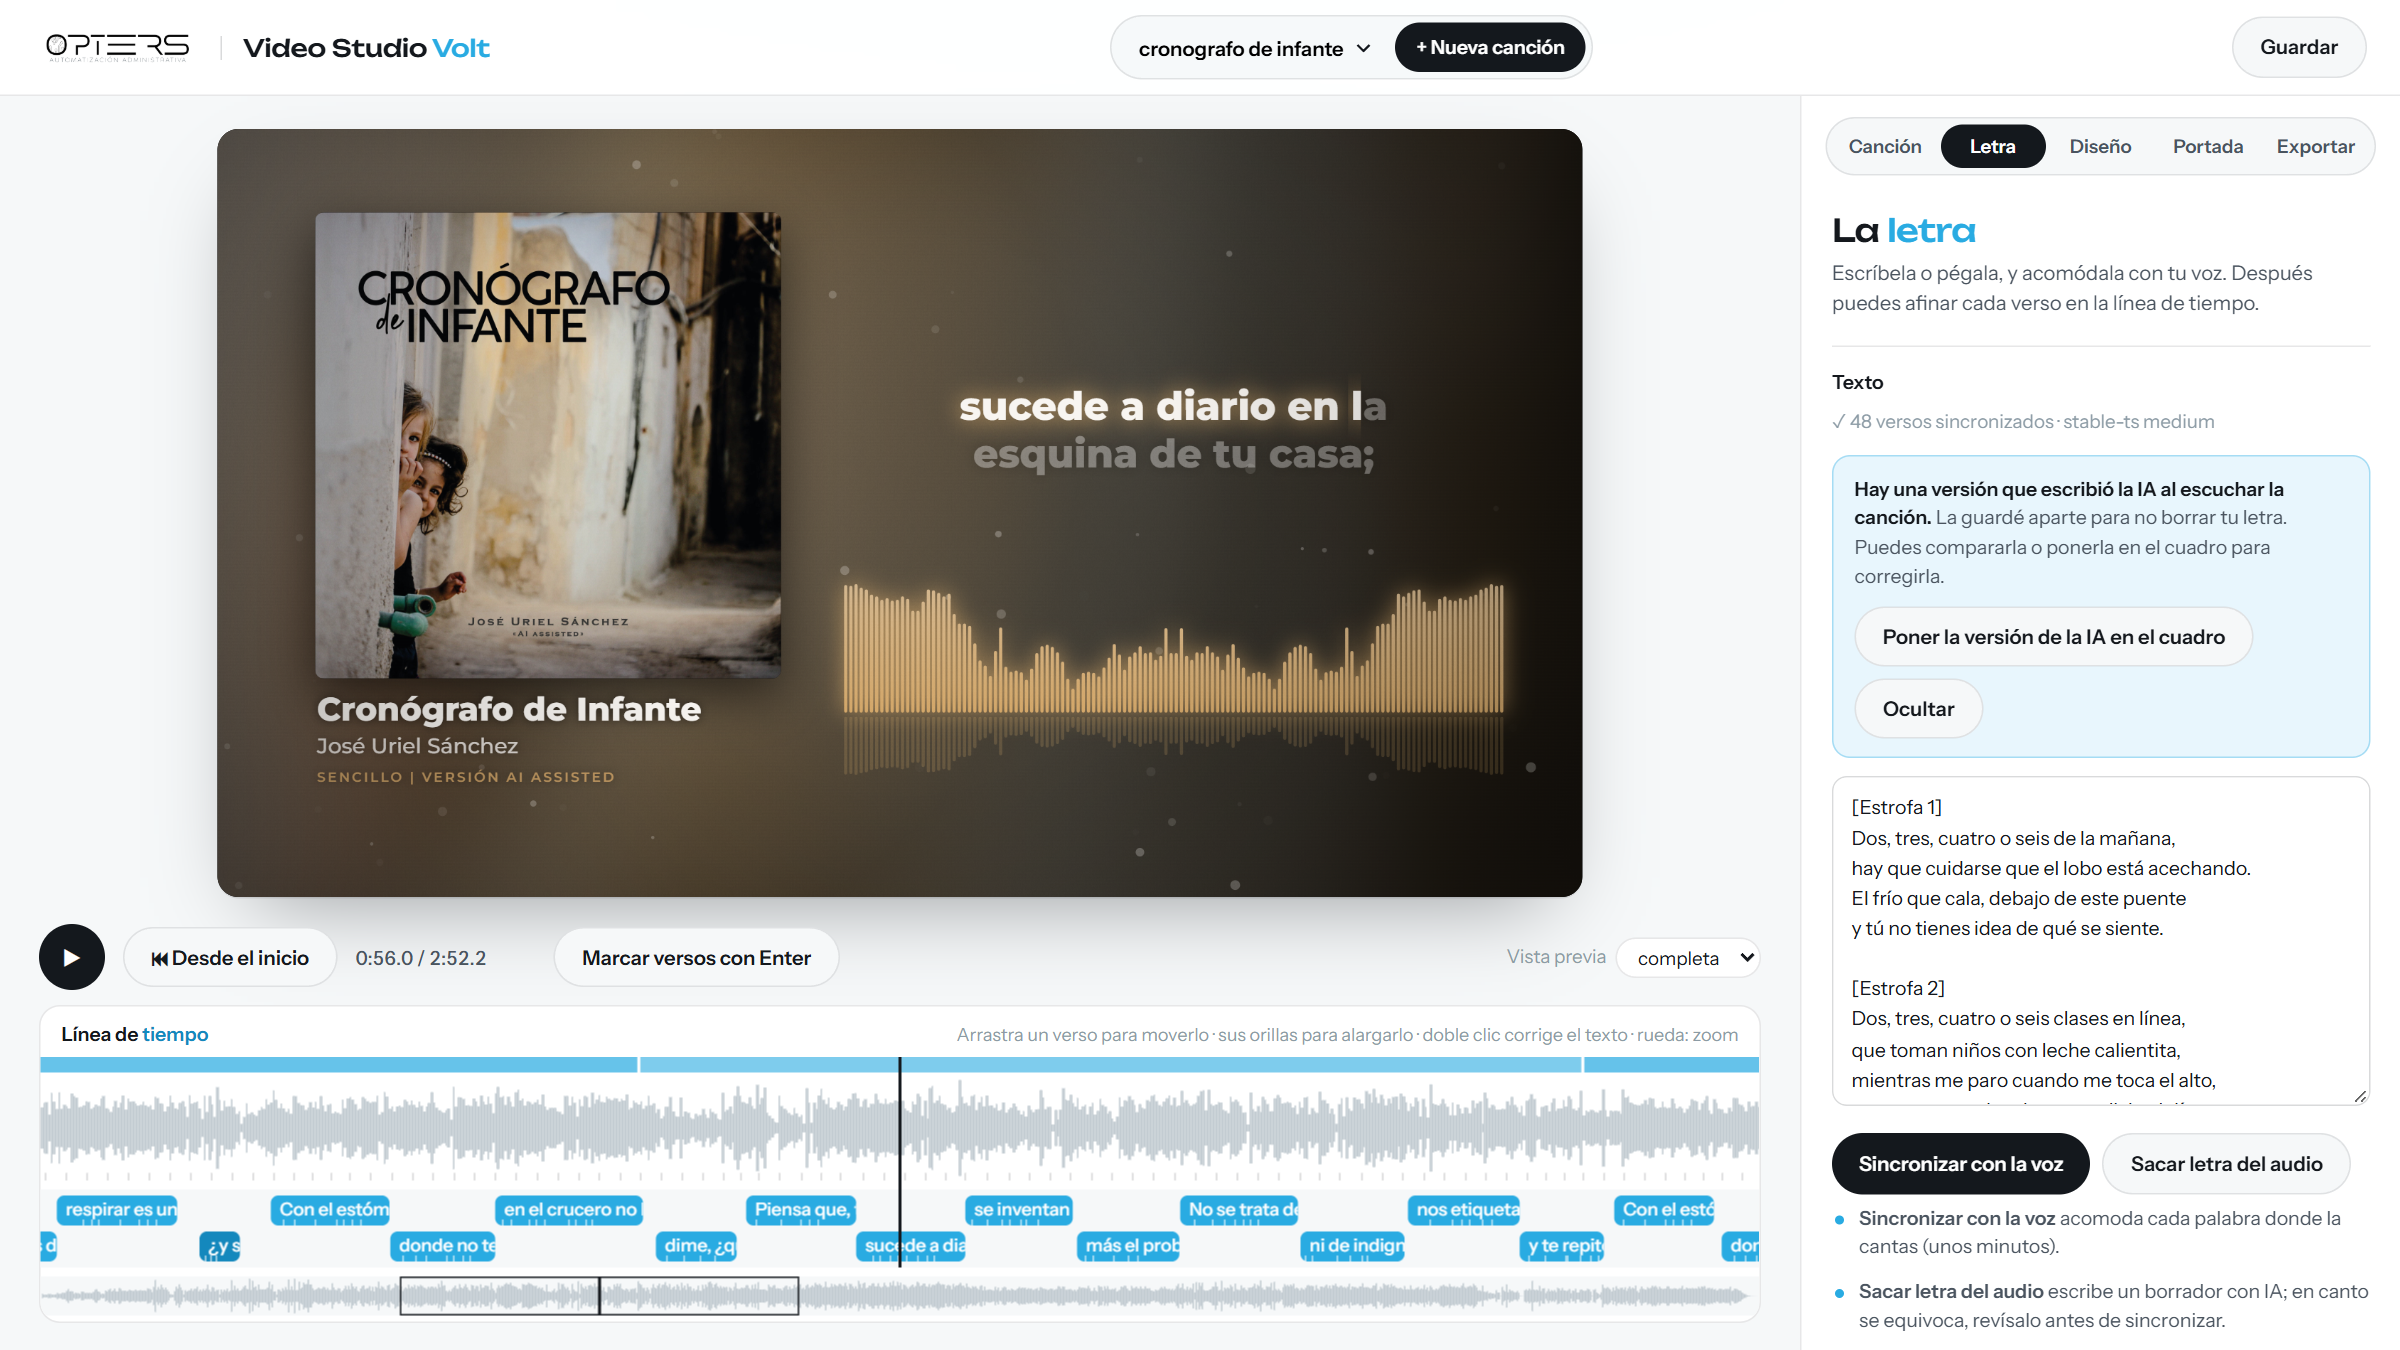 OPTERS
AUTOMATIZACIÓN ADMINISTRATIVA
Video Studio Volt
cronografo de infante
+ Nueva canción
Guardar
CRONÓGRAFO
de INFANTE
JOSÉ URIEL SÁNCHEZ
‹AI ASSISTED›
Cronógrafo de Infante
José Uriel Sánchez
SENCILLO | VERSIÓN AI ASSISTED
sucede a diario en la
esquina de tu casa;
Desde el inicio
0:56.0 / 2:52.2
Marcar versos con Enter
Vista previa
completa
Línea de tiempo
Arrastra un verso para moverlo · sus orillas para alargarlo · doble clic corrige el texto · rueda: zoom
respirar es un
Con el estóm
en el crucero no
Piensa que,
se inventan
No se trata de
nos etiqueta
Con el estó
d
¿y s
donde no te
dime, ¿q
sucede a dia
más el prob
ni de indign
y te repit
dor
Canción
Letra
Diseño
Portada
Exportar
La letra
Escríbela o pégala, y acomódala con tu voz. Después
puedes afinar cada verso en la línea de tiempo.
Texto
✓ 48 versos sincronizados · stable-ts medium
Hay una versión que escribió la IA al escuchar la
canción. La guardé aparte para no borrar tu letra.
Puedes compararla o ponerla en el cuadro para
corregirla.
Poner la versión de la IA en el cuadro
Ocultar
[Estrofa 1]
Dos, tres, cuatro o seis de la mañana,
hay que cuidarse que el lobo está acechando.
El frío que cala, debajo de este puente
y tú no tienes idea de qué se siente.
[Estrofa 2]
Dos, tres, cuatro o seis clases en línea,
que toman niños con leche calientita,
mientras me paro cuando me toca el alto,
Sincronizar con la voz
Sacar letra del audio
Sincronizar con la voz acomoda cada palabra donde la
cantas (unos minutos).
Sacar letra del audio escribe un borrador con IA; en canto
se equivoca, revísalo antes de sincronizar.